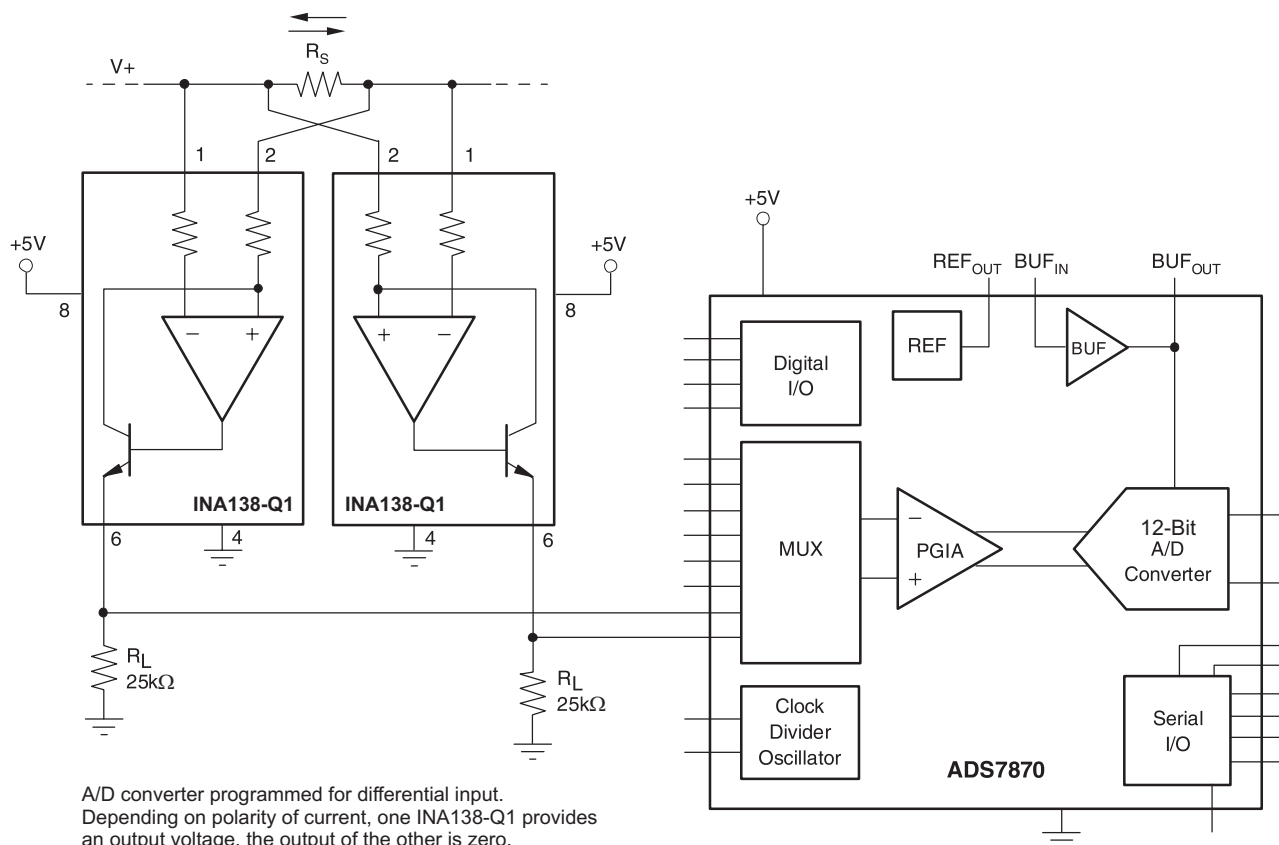 R_S
V+
1
2
2
1
+5V
8
+5V
8
− +
+ −
INA138-Q1
INA138-Q1
6
4
4
6
R_L
25kΩ
R_L
25kΩ
A/D converter programmed for differential input.
Depending on polarity of current, one INA138-Q1 provides
an output voltage, the output of the other is zero.
+5V
REF_OUT
BUF_IN
BUF_OUT
Digital
I/O
REF
BUF
MUX
−
PGIA
+
12-Bit
A/D
Converter
Clock
Divider
Oscillator
Serial
I/O
ADS7870